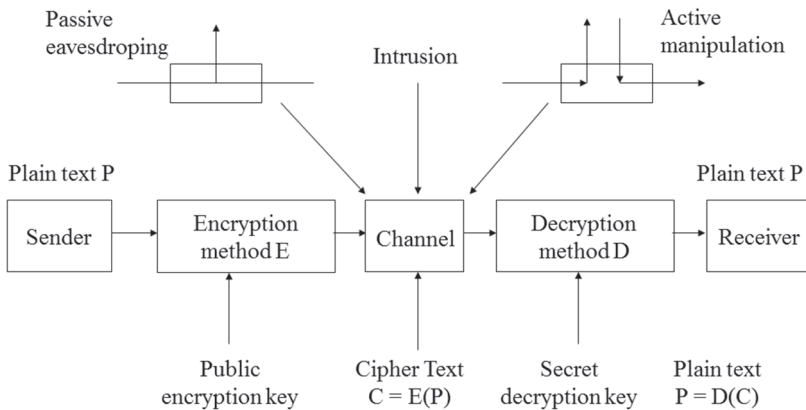 Passive
eavesdroping
Intrusion
Active
manipulation
Plain text P
Plain text P
Sender
Encryption
method E
Channel
Decryption
method D
Receiver
Public
encryption key
Cipher Text
C = E(P)
Secret
decryption key
Plain text
P = D(C)